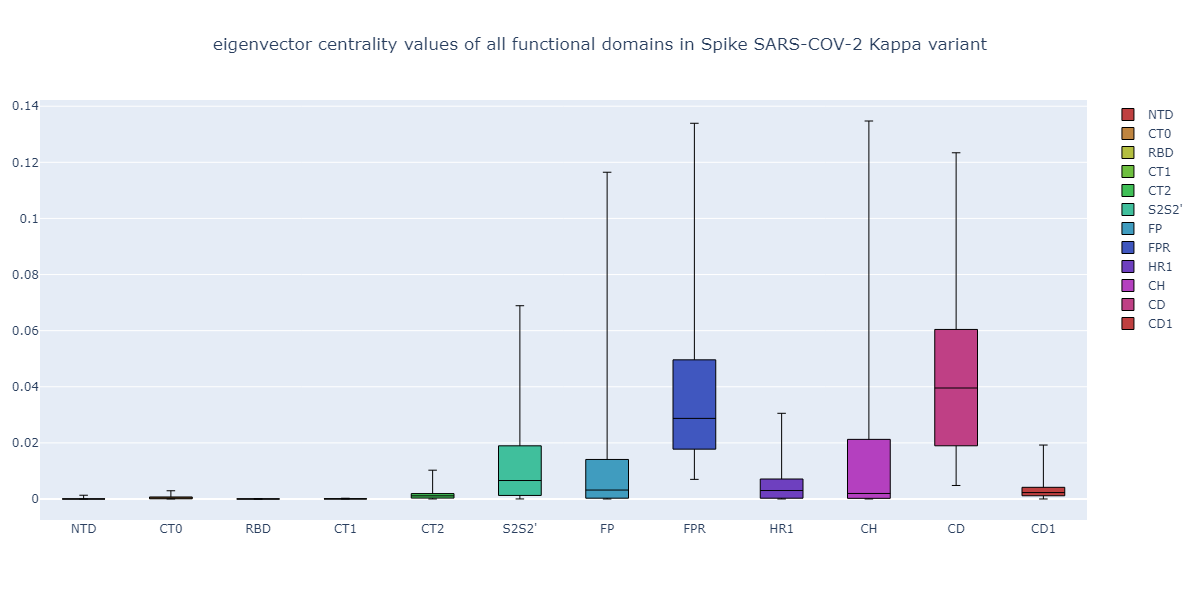 eigenvector centrality values of all functional domains in Spike SARS-COV-2 Kappa variant
0.14
0.12
0.1
0.08
0.06
0.04
0.02
0
NTD CT0 RBD CT1 CT2 S2S2' FP FPR HR1 CH CD CD1
NTD
CT0
RBD
CT1
CT2
S2S2'
FP
FPR
HR1
CH
CD
CD1